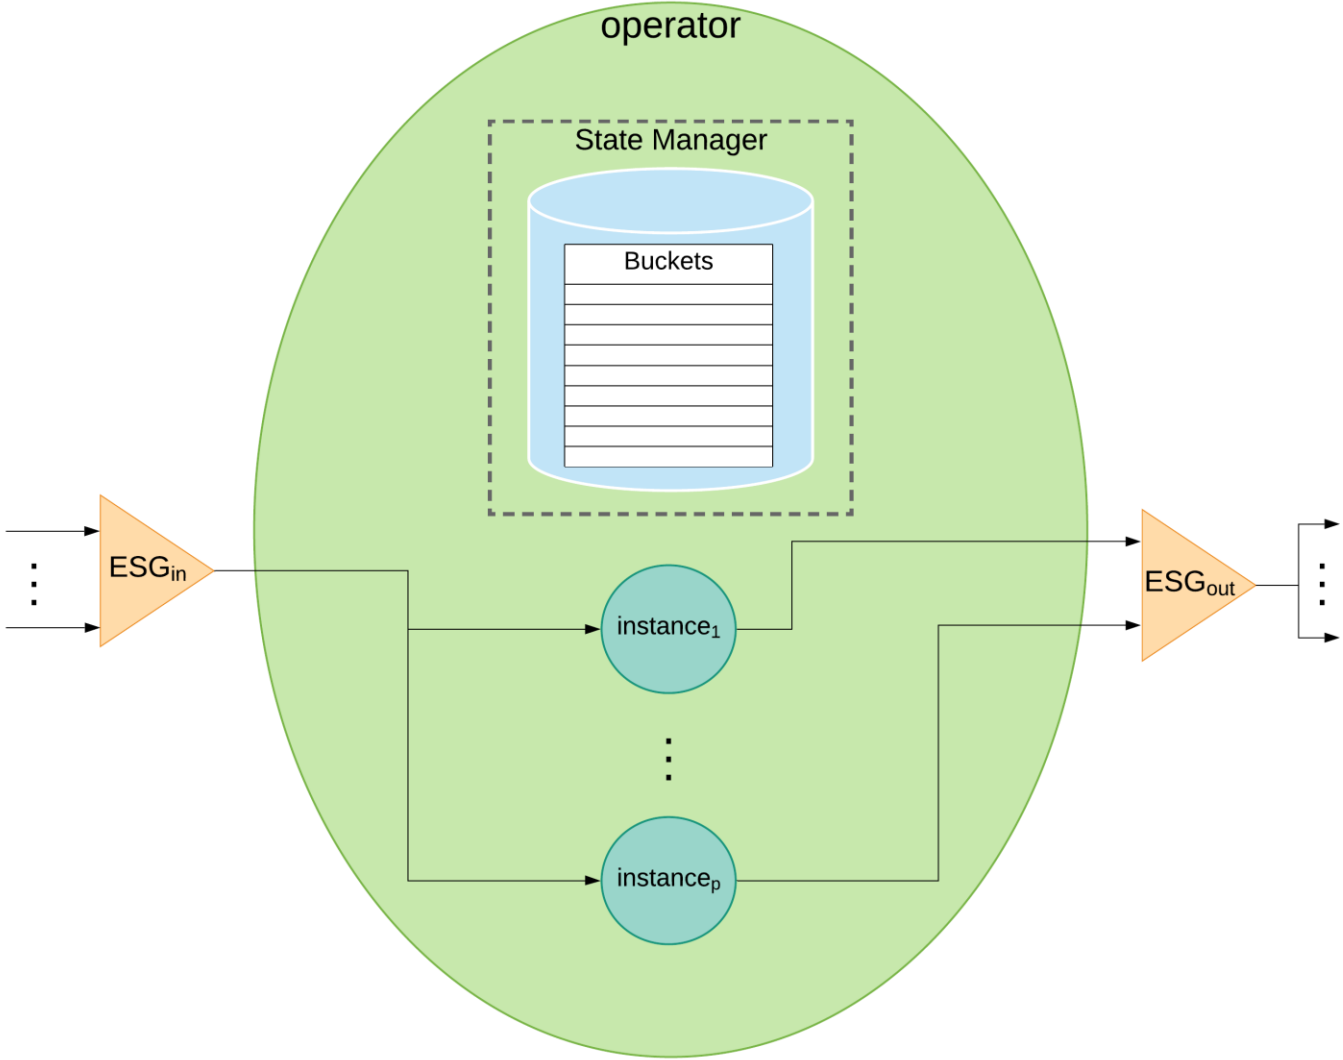 operator
State Manager
Buckets
ESGin
ESGout
instance1
⋮
instancep